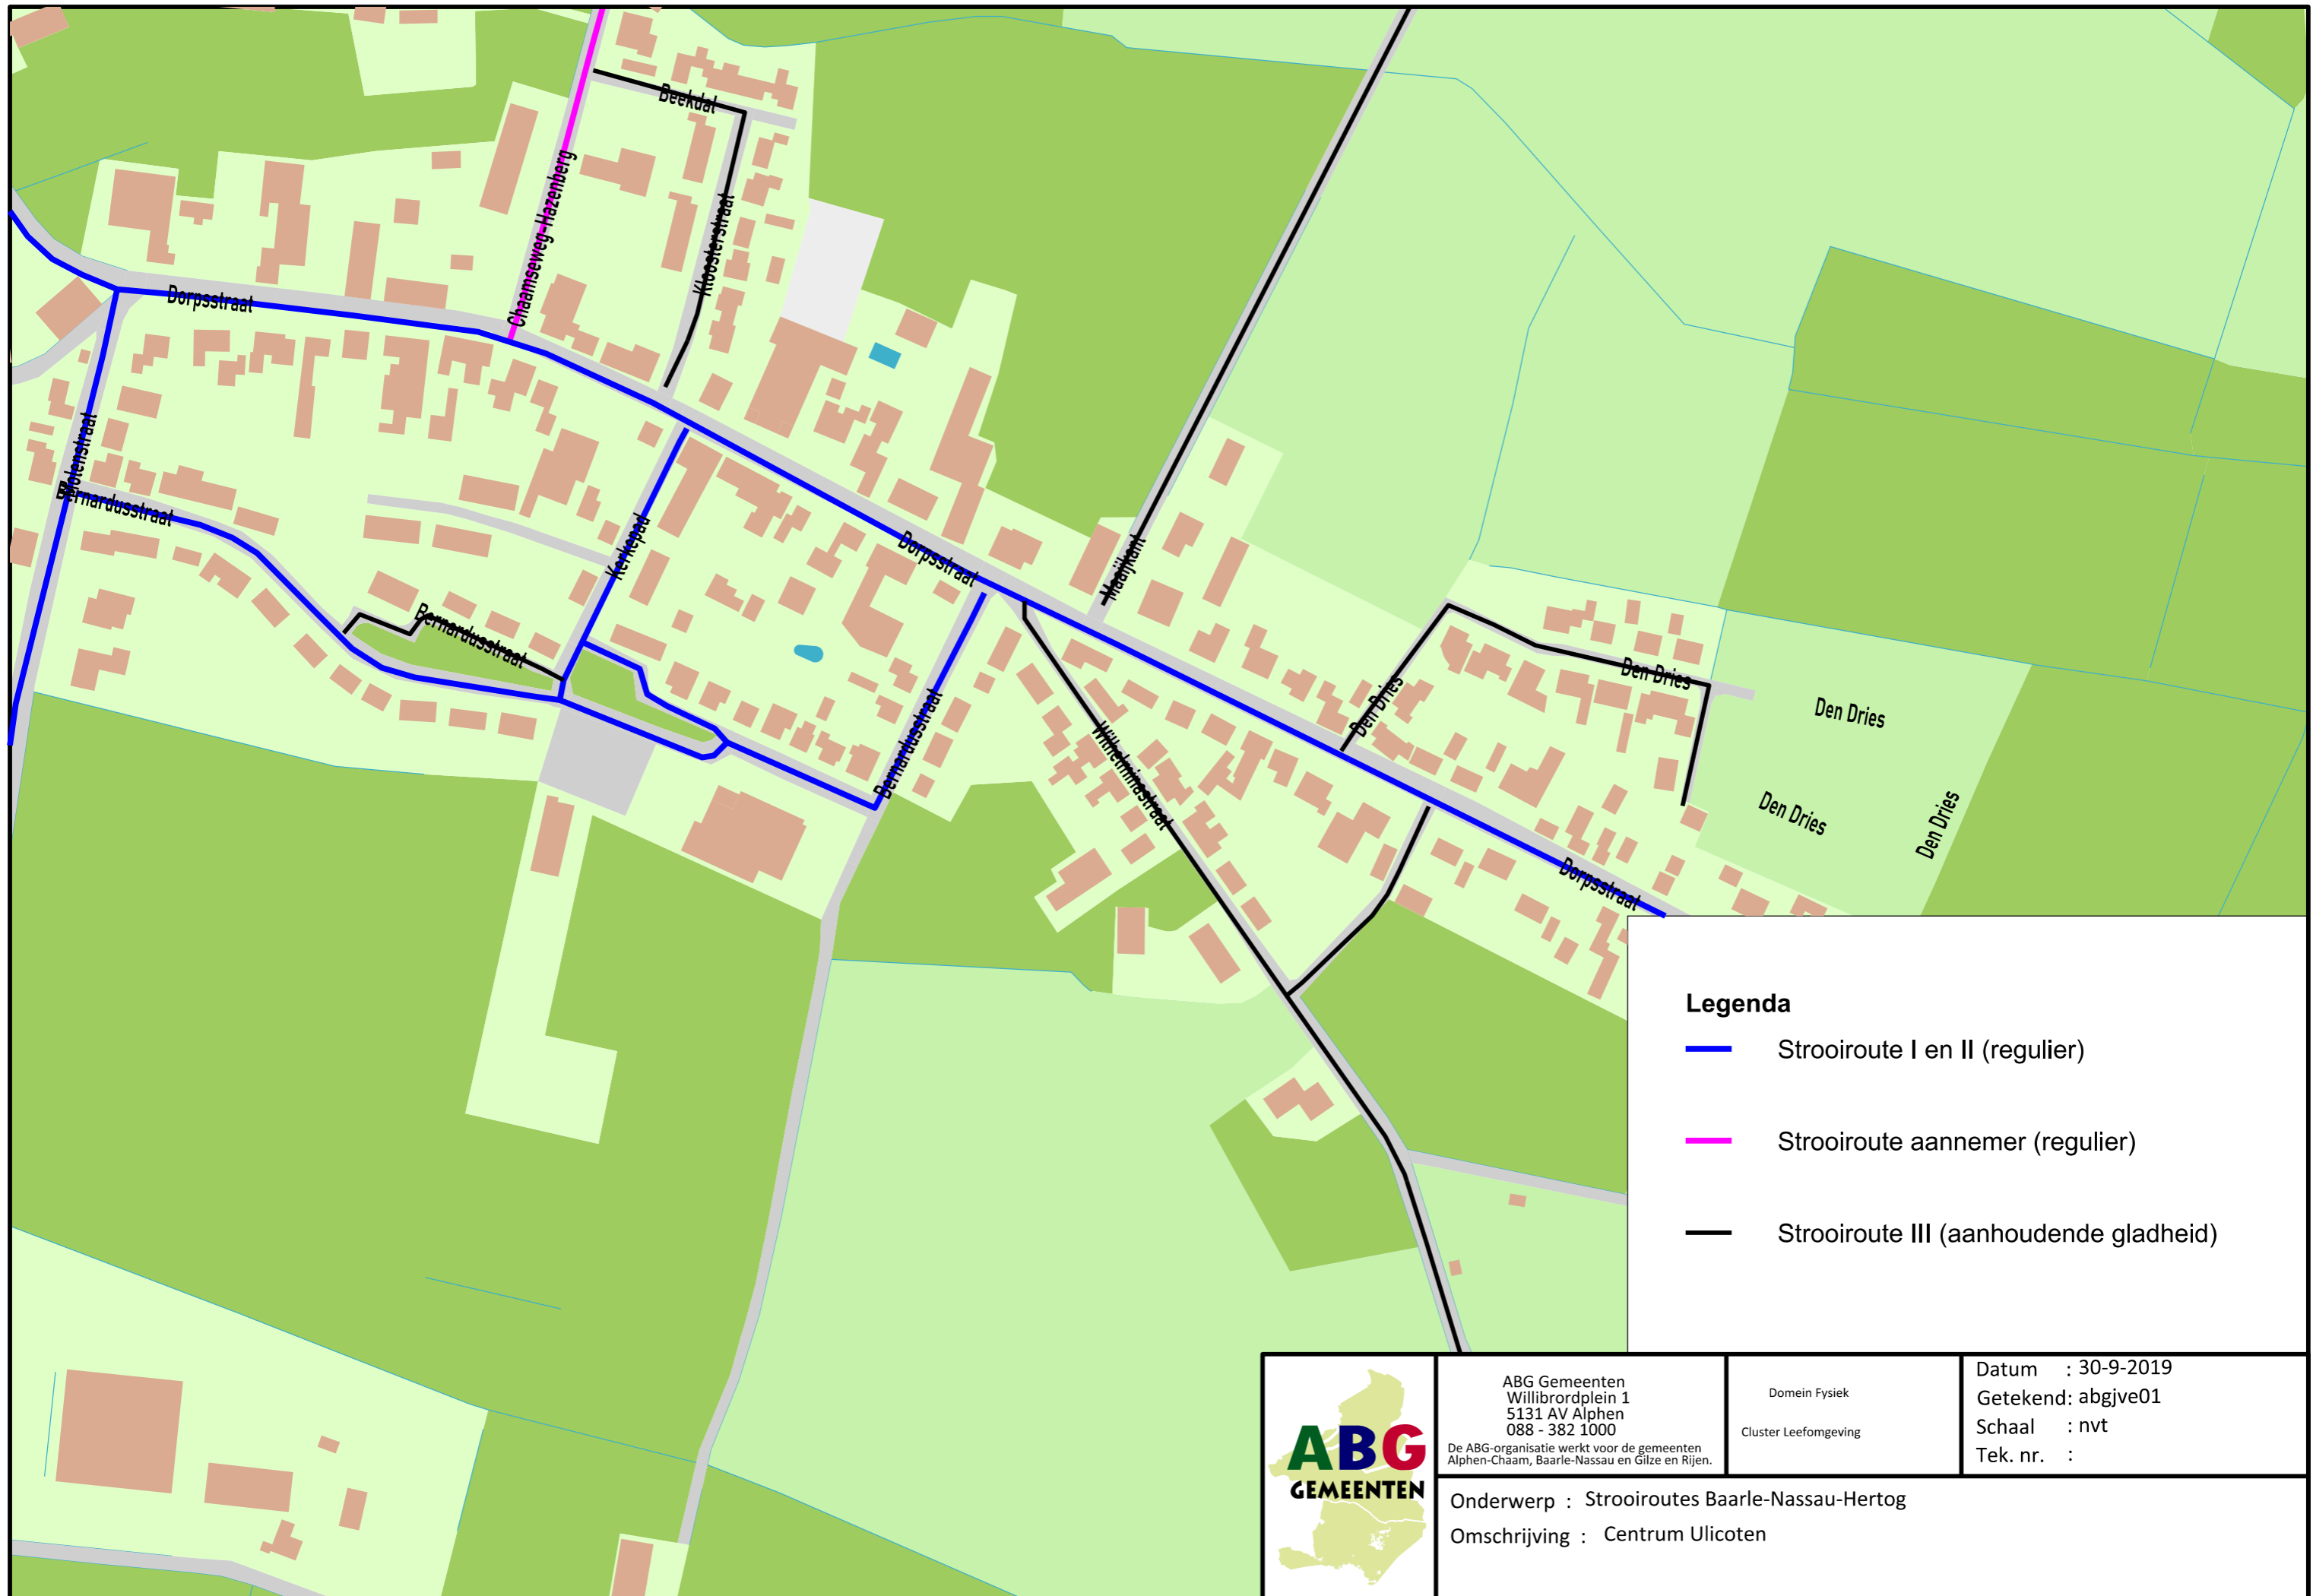 Beekdal
Chaamseweg-Hazenberg
Kloosterstraat
Dorpsstraat
Molenstraat
Bernardusstraat
Kerkepad
Dorpsstraat
Maaijkant
Bernardusstraat
Bernardusstraat
Wilhelminastraat
Den Dries
Den Dries
Den Dries
Den Dries
Den Dries
Dorpsstraat
Legenda
Strooiroute I en II (regulier)
Strooiroute aannemer (regulier)
Strooiroute III (aanhoudende gladheid)
ABG
GEMEENTEN
ABG Gemeenten
Willibrordplein 1
5131 AV Alphen
088 - 382 1000
De ABG-organisatie werkt voor de gemeenten
Alphen-Chaam, Baarle-Nassau en Gilze en Rijen.
Domein Fysiek
Cluster Leefomgeving
Datum : 30-9-2019
Getekend: abgjve01
Schaal : nvt
Tek. nr. :
Onderwerp : Strooiroutes Baarle-Nassau-Hertog
Omschrijving : Centrum Ulicoten